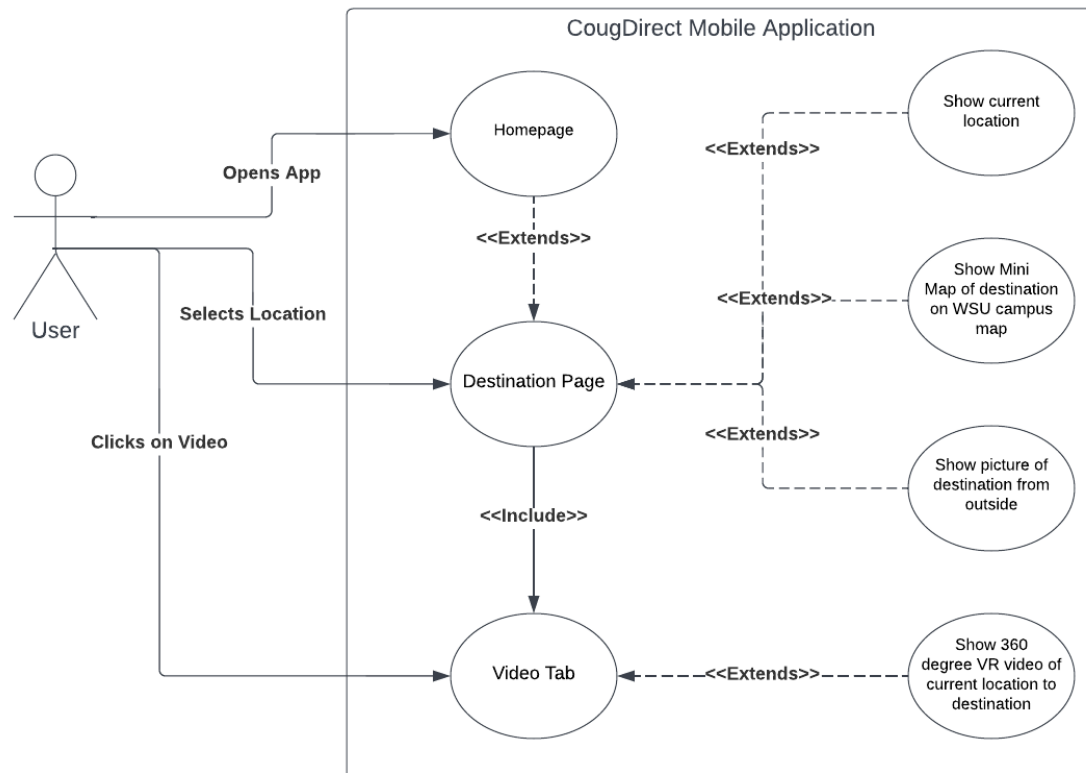 CougDirect Mobile Application
Show current
location
Homepage
<<Extends>>
Opens App
<<Extends>>
Show Mini
Map of destination
on WSU campus
map
<<Extends>>
Selects Location
User
Destination Page
<<Extends>>
Clicks on Video
Show picture of
destination from
outside
<<Include>>
Show 360
degree VR video of
current location to
destination
Video Tab
<<Extends>>